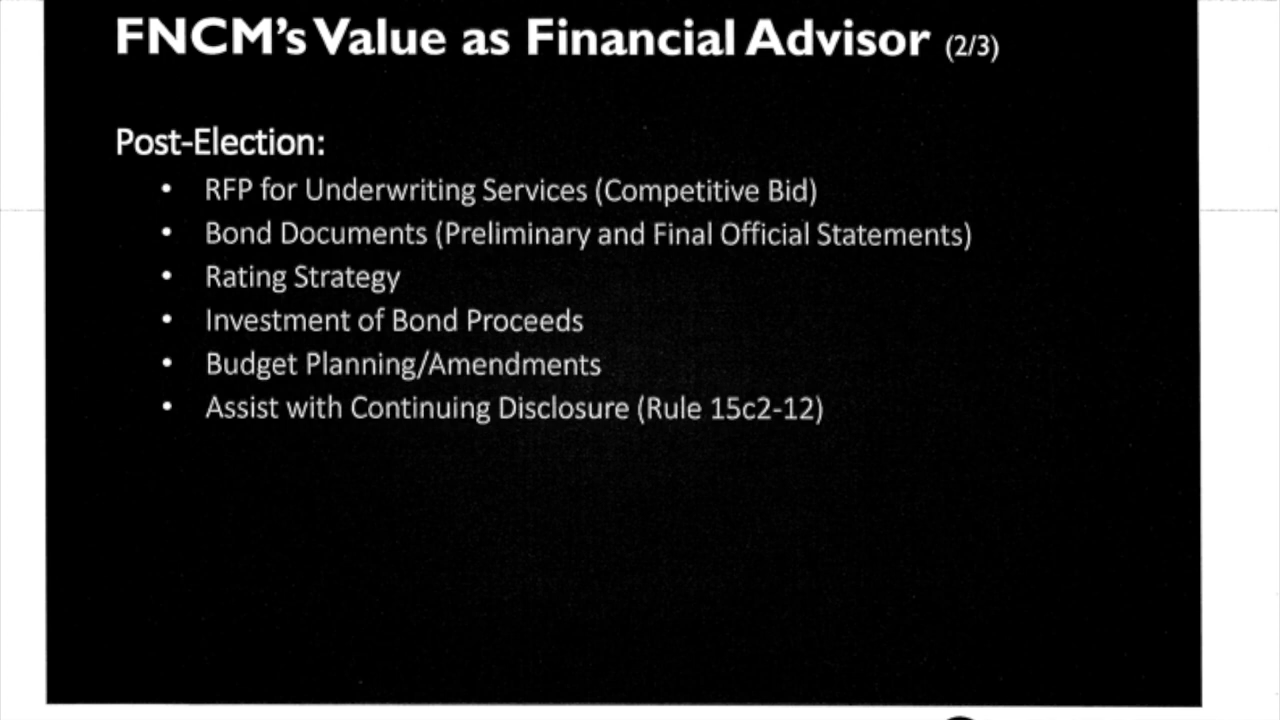 FNCM's Value as Financial Advisor (2/3)
Post-Election:
• RFP for Underwriting Services (Competitive Bid)
• Bond Documents (Preliminary and Final Official Statements)
• Rating Strategy
• Investment of Bond Proceeds
• Budget Planning/Amendments
• Assist with Continuing Disclosure (Rule 15c2-12)